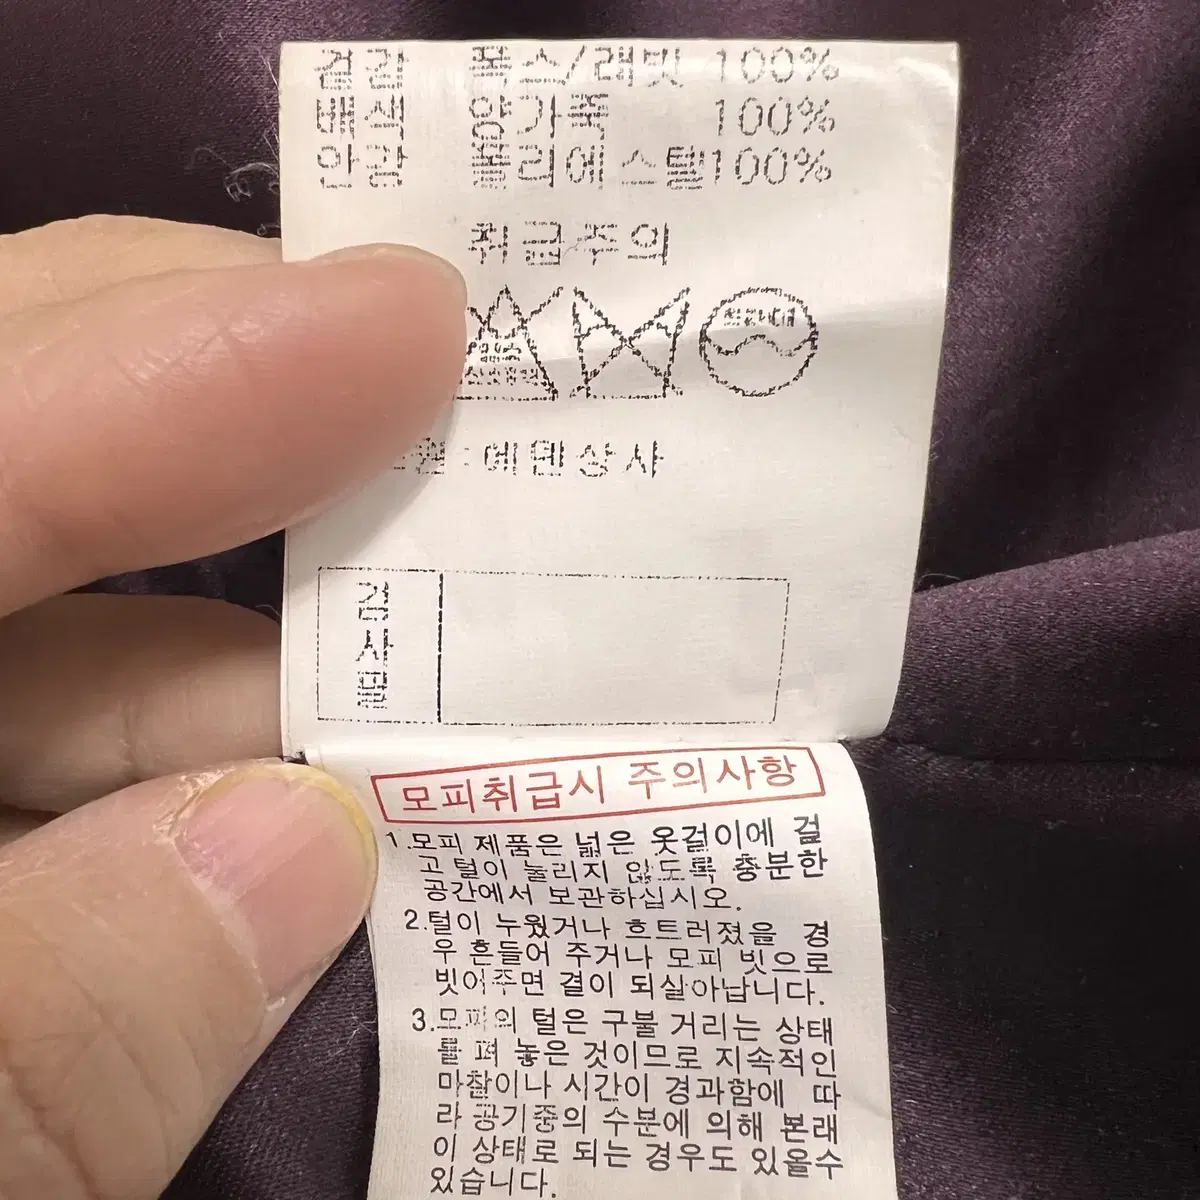 겉감 폭스/래빗 100%
배색 양가죽 100%
안감 폴리에스텔100%
취급주의
원:에덴상사
검사필
모피취급시 주의사항
1.모피 제품은 넓은 옷걸이에 걸
고 털이 눌리지 않도록 충분한
공간에서 보관하십시오.
2.털이 누웠거나 흐트러졌을 경
우 흔들어 주거나 모피 빗으로
빗어주면 결이 되살아납니다.
3.모피의 털은 구불 거리는 상태
를 펴 놓은 것이므로 지속적인
마찰이나 시간이 경과함에 따
라 공기중의 수분에 의해 본래
이 상태로 되는 경우도 있올수
있습니다.